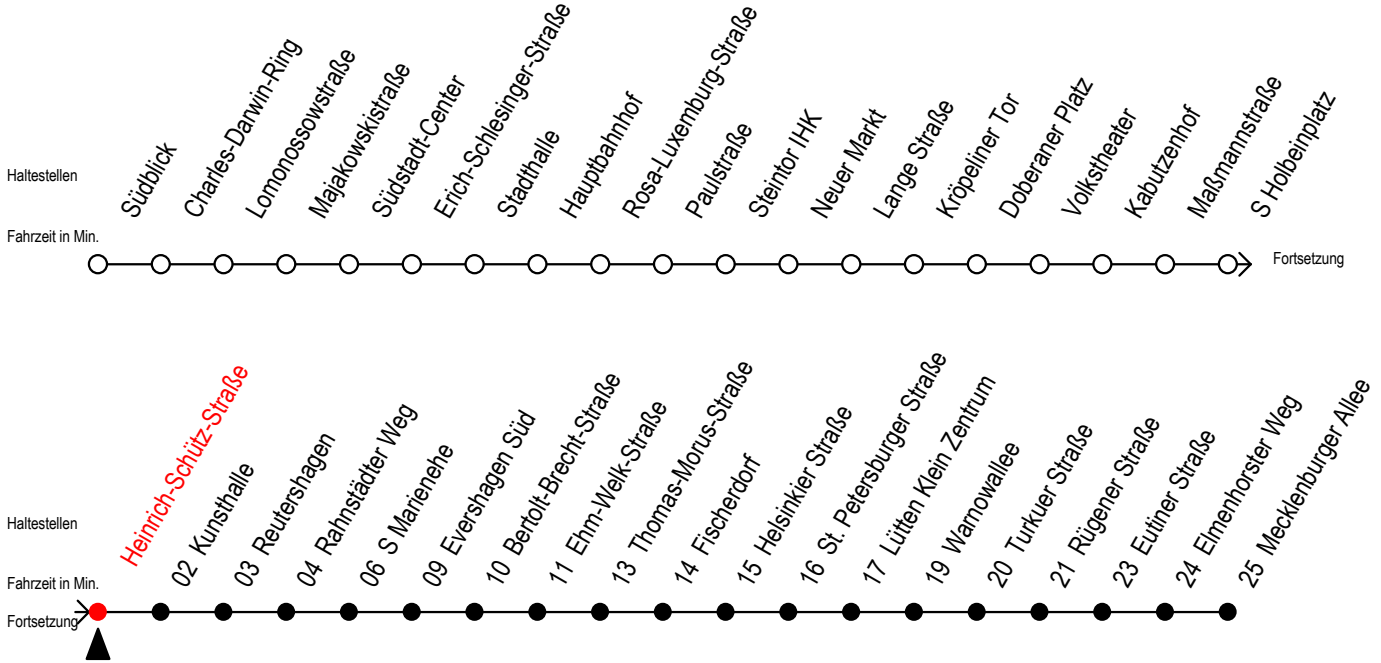 Haltestellen
Südblick
Charles-Darwin-Ring
Lomonossowstraße
Majakowskistraße
Südstadt-Center
Erich-Schlesinger-Straße
Stadthalle
Hauptbahnhof
Rosa-Luxemburg-Straße
Paulstraße
Steintor IHK
Neuer Markt
Lange Straße
Kröpeliner Tor
Doberaner Platz
Volkstheater
Kabutzenhof
Maßmannstraße
S Holbeinplatz
Fahrzeit in Min.
Fortsetzung
Haltestellen
Heinrich-Schütz-Straße
02 Kunsthalle
03 Reutershagen
04 Rahnstädter Weg
06 S Marienehe
09 Evershagen Süd
10 Bertolt-Brecht-Straße
11 Ehm-Welk-Straße
13 Thomas-Morus-Straße
14 Fischerdorf
15 Helsinkier Straße
16 St. Petersburger Straße
17 Lütten Klein Zentrum
19 Warnowallee
20 Turkuer Straße
21 Rügener Straße
23 Eutiner Straße
24 Elmenhorster Weg
25 Mecklenburger Allee
Fahrzeit in Min.
Fortsetzung